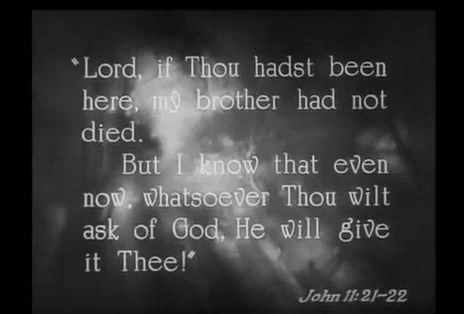 "Lord, if Thou hadst been
here, my brother had not
died.
But I know that even
now, whatsoever Thou wilt
ask of God, He will give
it Thee!"
John 11:21-22